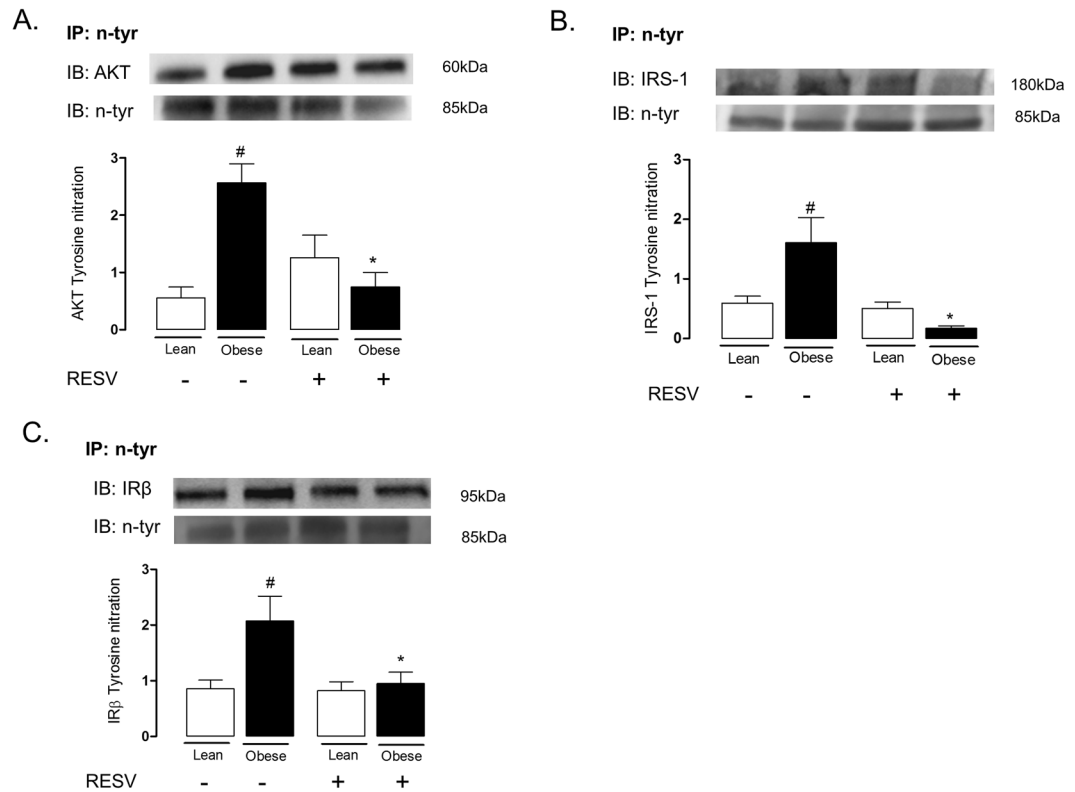 A.
IP: n-tyr
IB: AKT 60kDa
IB: n-tyr 85kDa
AKT Tyrosine nitration
3
2
1
0
#
*
Lean Obese Lean Obese
RESV - - + +
B.
IP: n-tyr
IB: IRS-1 180kDa
IB: n-tyr 85kDa
IRS-1 Tyrosine nitration
3
2
1
0
#
*
Lean Obese Lean Obese
RESV - - + +
C.
IP: n-tyr
IB: IRβ 95kDa
IB: n-tyr 85kDa
IRβ Tyrosine nitration
3
2
1
0
#
*
Lean Obese Lean Obese
RESV - - + +